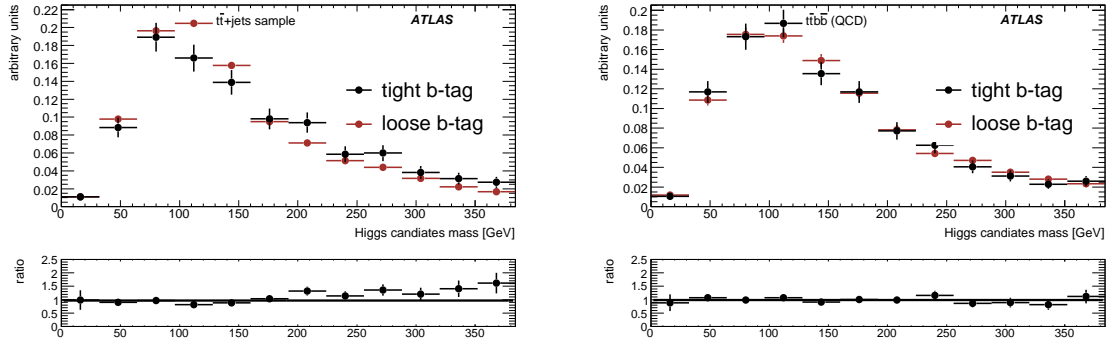 arbitrary units
0.22
0.2
0.18
0.16
0.14
0.12
0.1
0.08
0.06
0.04
0.02
tt̄+jets sample
ATLAS
tight b-tag
loose b-tag
0 50 100 150 200 250 300 350
Higgs candiates mass [GeV]
ratio
2.5
2
1.5
1
0.5
0
0 50 100 150 200 250 300 350
arbitrary units
0.2
0.18
0.16
0.14
0.12
0.1
0.08
0.06
0.04
0.02
0
tt̄bb̄ (QCD)
ATLAS
tight b-tag
loose b-tag
0 50 100 150 200 250 300 350
Higgs candiates mass [GeV]
ratio
2.5
2
1.5
1
0.5
0
0 50 100 150 200 250 300 350